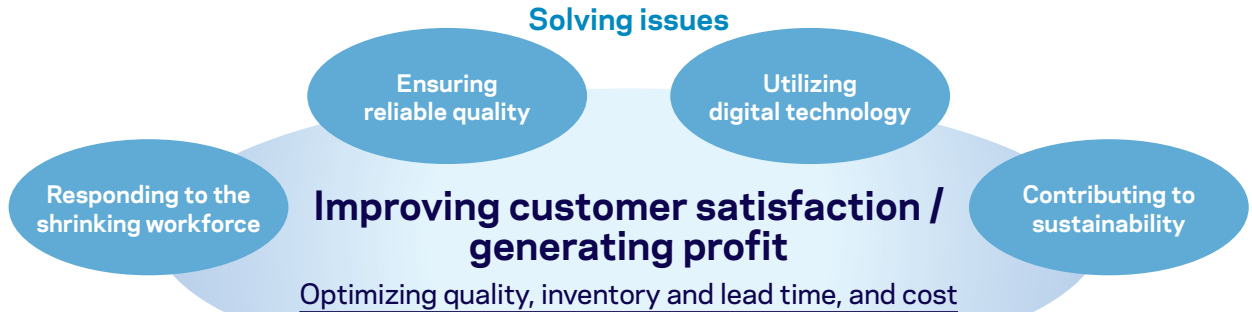 Solving issues
Ensuring
reliable quality
Utilizing
digital technology
Responding to the
shrinking workforce
Contributing to
sustainability
Improving customer satisfaction /
generating profit
Optimizing quality, inventory and lead time, and cost